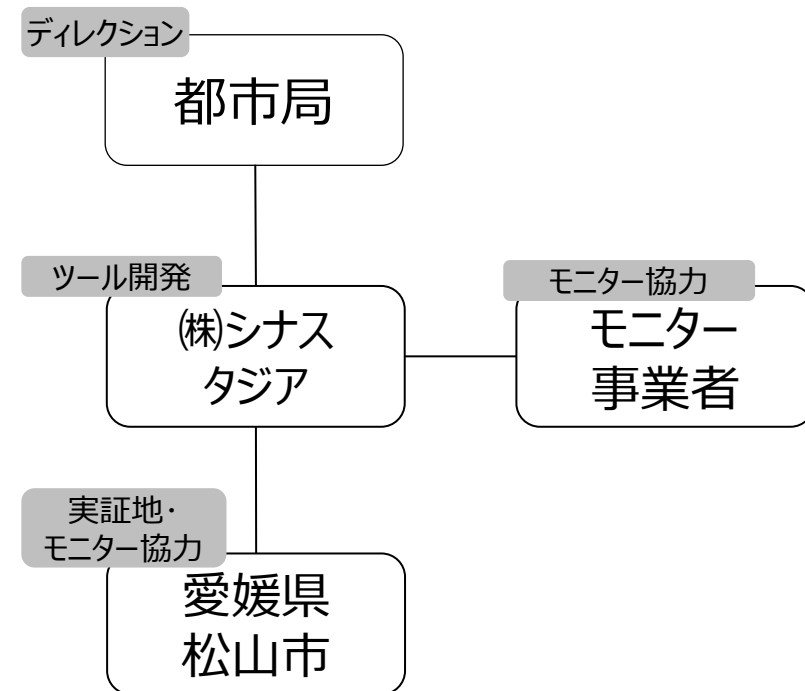 ディレクション
都市局
ツール開発
㈱シナス
タジア
モニター協力
モニター
事業者
実証地・
モニター協力
愛媛県
松山市